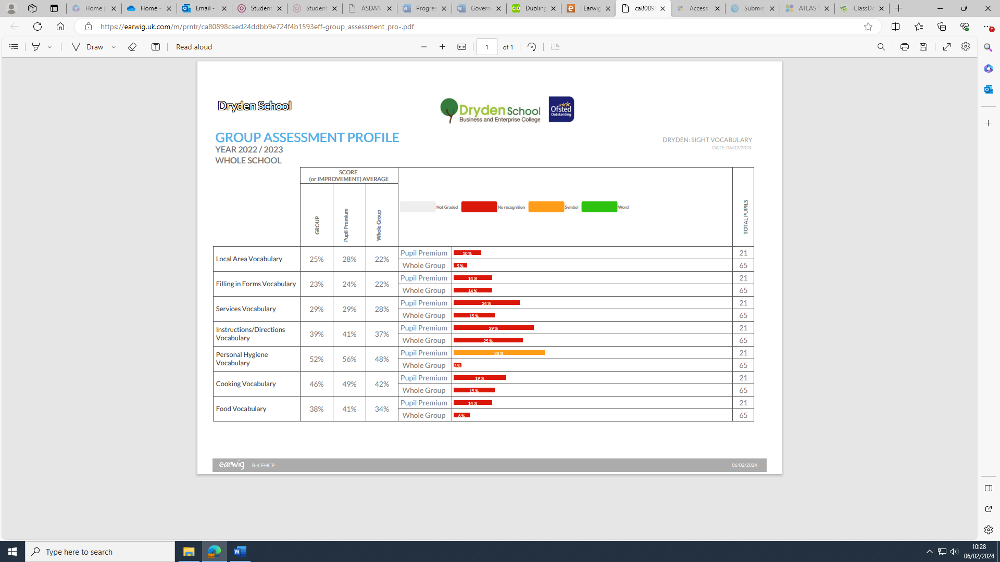 Home |
Home -
Email -
Student
Student
ASDAN
Progres
Govern
Duoling
| Earwig
ca8089
Access
Submis
ATLAS
ClassDo
https://earwig.uk.com/m/prntr/ca80898caed24ddbb9e724f4b1593eff-group_assessment_pro-.pdf
Draw
Read aloud
1
of 1
Dryden School
Dryden School
Business and Enterprise College
Ofsted
Outstanding
GROUP ASSESSMENT PROFILE
YEAR 2022 / 2023
WHOLE SCHOOL
DRYDEN: SIGHT VOCABULARY
DATE: 06/02/2024
SCORE
(or IMPROVEMENT) AVERAGE
GROUP
Pupil Premium
Whole Group
Not Graded
No recognition
Symbol
Word
TOTAL PUPILS
Local Area Vocabulary
25%
28%
22%
Pupil Premium
10 %
21
Whole Group
5 %
65
Filling in Forms Vocabulary
23%
24%
22%
Pupil Premium
14 %
21
Whole Group
14 %
65
Services Vocabulary
29%
29%
28%
Pupil Premium
24 %
21
Whole Group
15 %
65
Instructions/Directions
Vocabulary
39%
41%
37%
Pupil Premium
29 %
21
Whole Group
25 %
65
Personal Hygiene
Vocabulary
52%
56%
48%
Pupil Premium
33 %
21
Whole Group
3 %
65
Cooking Vocabulary
46%
49%
42%
Pupil Premium
19 %
21
Whole Group
15 %
65
Food Vocabulary
38%
41%
34%
Pupil Premium
14 %
21
Whole Group
6 %
65
earwig
Ref:EHCP
06/02/2024
Type here to search
10:28
06/02/2024